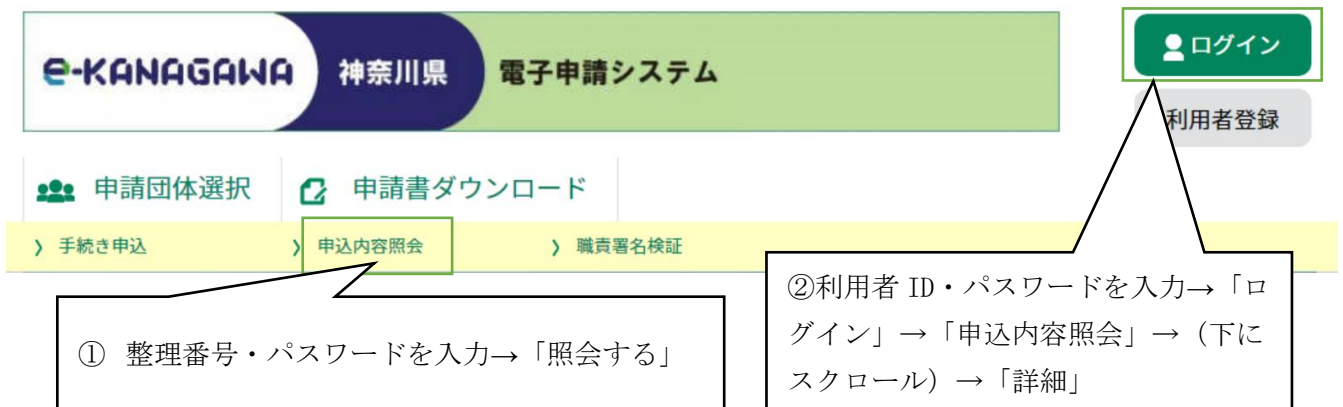 e-KANAGAWA 神奈川県 電子申請システム
ログイン
利用者登録
申請団体選択 申請書ダウンロード
手続き申込 申込内容照会 職責署名検証
① 整理番号・パスワードを入力→「照会する」
②利用者 ID・パスワードを入力→「ロ
グイン」→「申込内容照会」→（下に
スクロール）→「詳細」